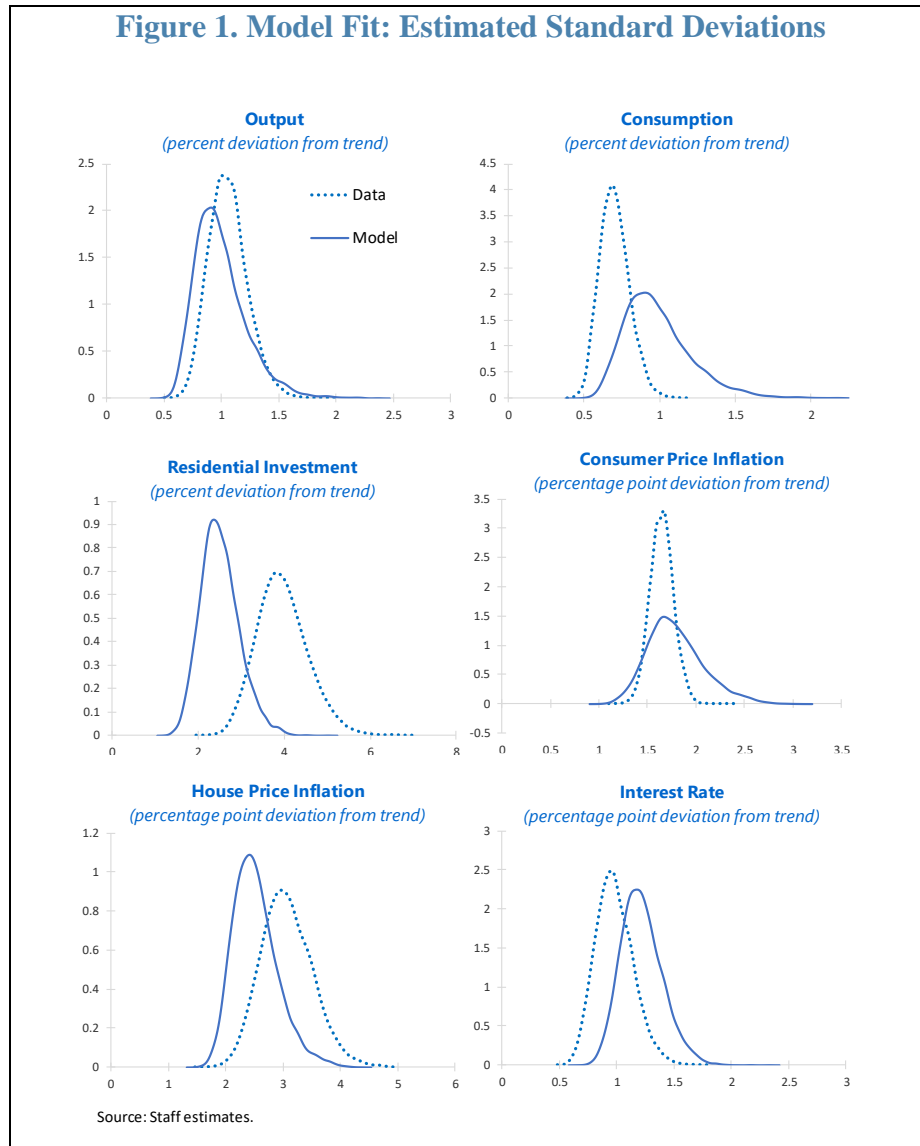 Figure 1. Model Fit: Estimated Standard Deviations
Output
(percent deviation from trend)
2.5
2
1.5
1
0.5
0
0 0.5 1 1.5 2 2.5 3
Data
Model
Consumption
(percent deviation from trend)
4.5
4
3.5
3
2.5
2
1.5
1
0.5
0
0 0.5 1 1.5 2
Residential Investment
(percent deviation from trend)
1
0.9
0.8
0.7
0.6
0.5
0.4
0.3
0.2
0.1
0
0 2 4 6 8
Consumer Price Inflation
(percentage point deviation from trend)
3.5
3
2.5
2
1.5
1
0.5
0
-0.5
0 0.5 1 1.5 2 2.5 3 3.5
House Price Inflation
(percentage point deviation from trend)
1.2
1
0.8
0.6
0.4
0.2
0
0 1 2 3 4 5 6
Interest Rate
(percentage point deviation from trend)
3
2.5
2
1.5
1
0.5
0
0 0.5 1 1.5 2 2.5 3
Source: Staff estimates.